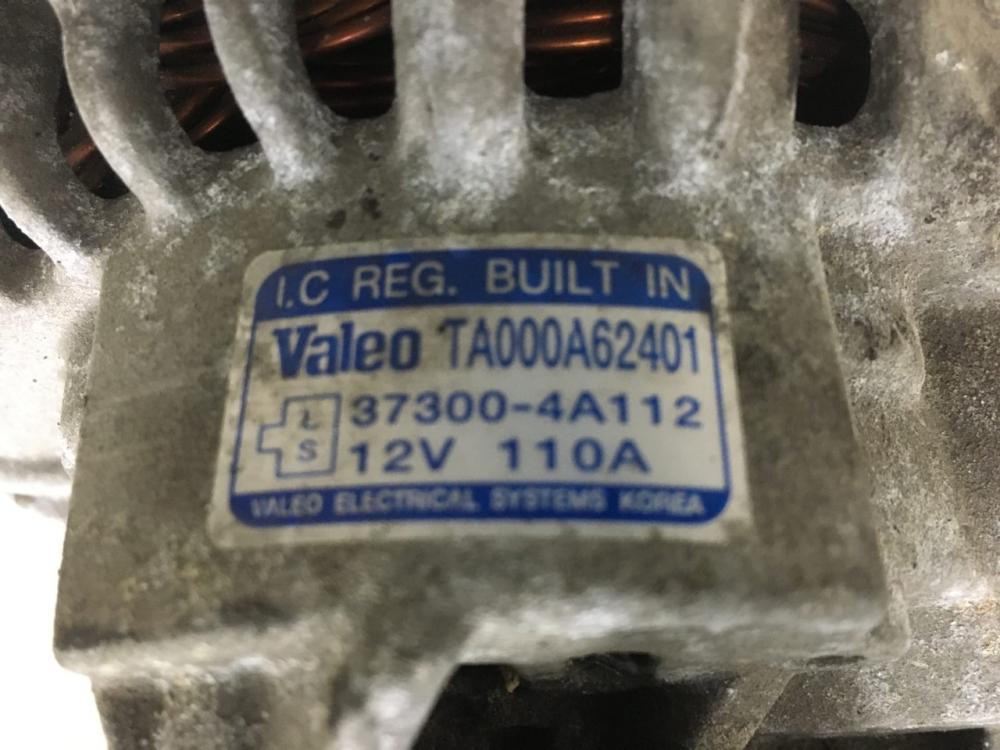 I.C REG. BUILT IN
Valeo TA000A62401
L 37300-4A112
S 12V 110A
VALEO ELECTRICAL SYSTEMS KOREA